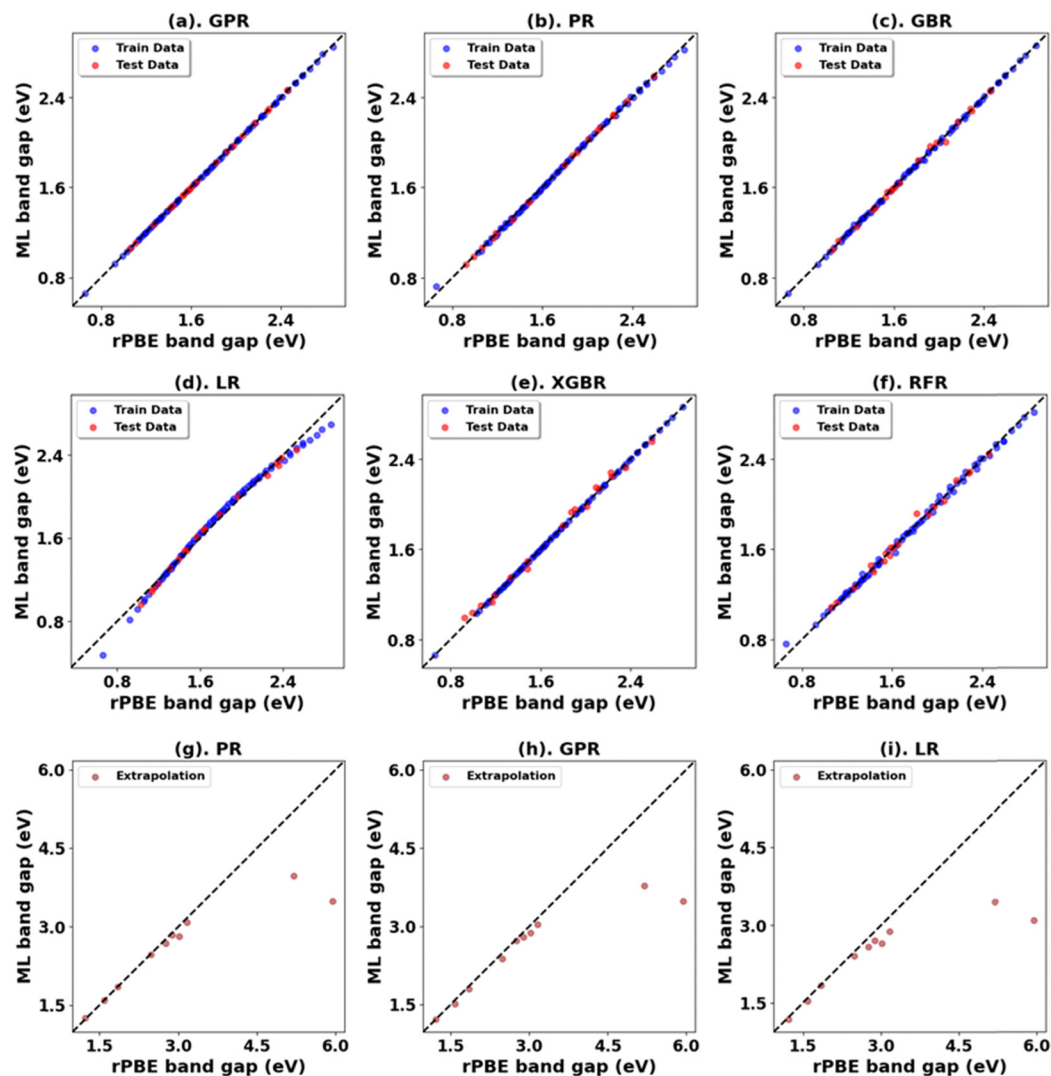 (a). GPR
Train Data
Test Data
ML band gap (eV)
2.4
1.6
0.8
0.8 1.6 2.4
rPBE band gap (eV)
(b). PR
Train Data
Test Data
ML band gap (eV)
2.4
1.6
0.8
0.8 1.6 2.4
rPBE band gap (eV)
(c). GBR
Train Data
Test Data
ML band gap (eV)
2.4
1.6
0.8
0.8 1.6 2.4
rPBE band gap (eV)
(d). LR
Train Data
Test Data
ML band gap (eV)
2.4
1.6
0.8
0.8 1.6 2.4
rPBE band gap (eV)
(e). XGBR
Train Data
Test Data
ML band gap (eV)
2.4
1.6
0.8
0.8 1.6 2.4
rPBE band gap (eV)
(f). RFR
Train Data
Test Data
ML band gap (eV)
2.4
1.6
0.8
0.8 1.6 2.4
rPBE band gap (eV)
(g). PR
Extrapolation
ML band gap (eV)
6.0
4.5
3.0
1.5
1.5 3.0 4.5 6.0
rPBE band gap (eV)
(h). GPR
Extrapolation
ML band gap (eV)
6.0
4.5
3.0
1.5
1.5 3.0 4.5 6.0
rPBE band gap (eV)
(i). LR
Extrapolation
ML band gap (eV)
6.0
4.5
3.0
1.5
1.5 3.0 4.5 6.0
rPBE band gap (eV)